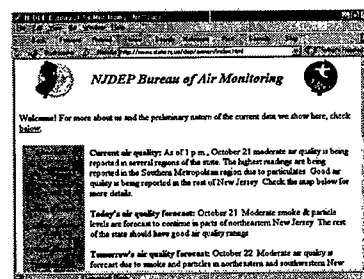 NJDEP Bureau of Air Monitoring
Welcome! For more about us and the preliminary nature of the current data we show here, check
below.
Current air quality: As of 1 p.m., October 21 moderate air quality is being
reported in several regions of the state. The highest readings are being
reported in the Southern Metropolitan region due to particulates. Good air
quality is being reported in the rest of New Jersey. Check the map below for
more details.
Today's air quality forecast: October 21 Moderate smoke & particle
levels are forecast to continue in parts of northeastern New Jersey. The rest
of the state should have good air quality ratings
Tomorrow's air quality forecast: October 22 Moderate air quality is
forecast due to smoke and particles in northeastern and southwestern New